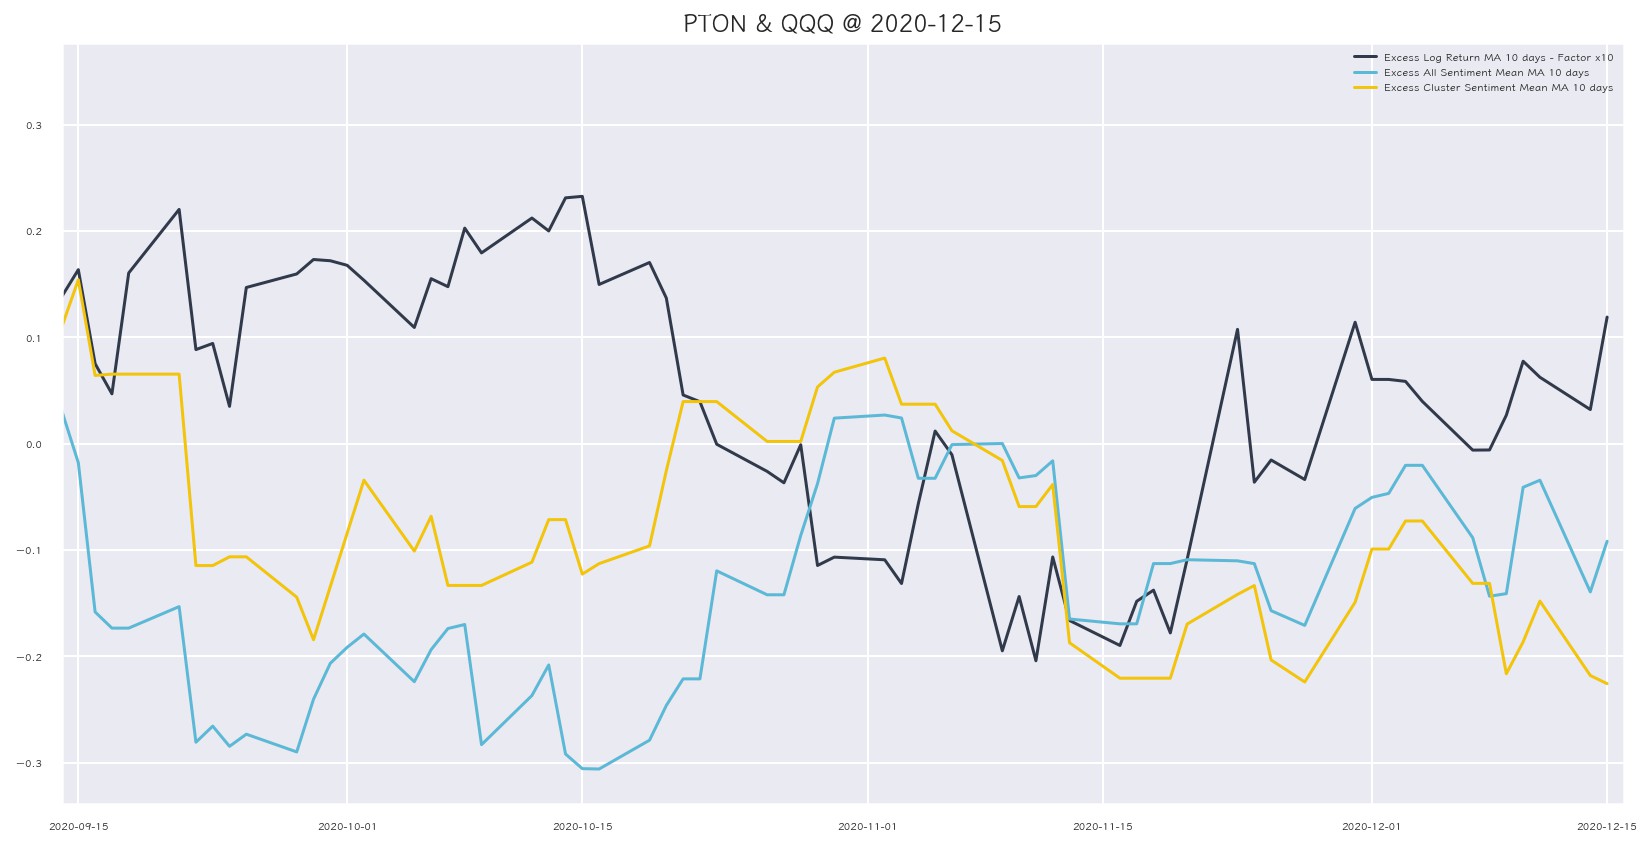 PTON & QQQ @ 2020-12-15
Excess Log Return MA 10 days - Factor x10
Excess All Sentiment Mean MA 10 days
Excess Cluster Sentiment Mean MA 10 days
0.3
0.2
0.1
0.0
−0.1
−0.2
−0.3
2020-09-15 2020-10-01 2020-10-15 2020-11-01 2020-11-15 2020-12-01 2020-12-15